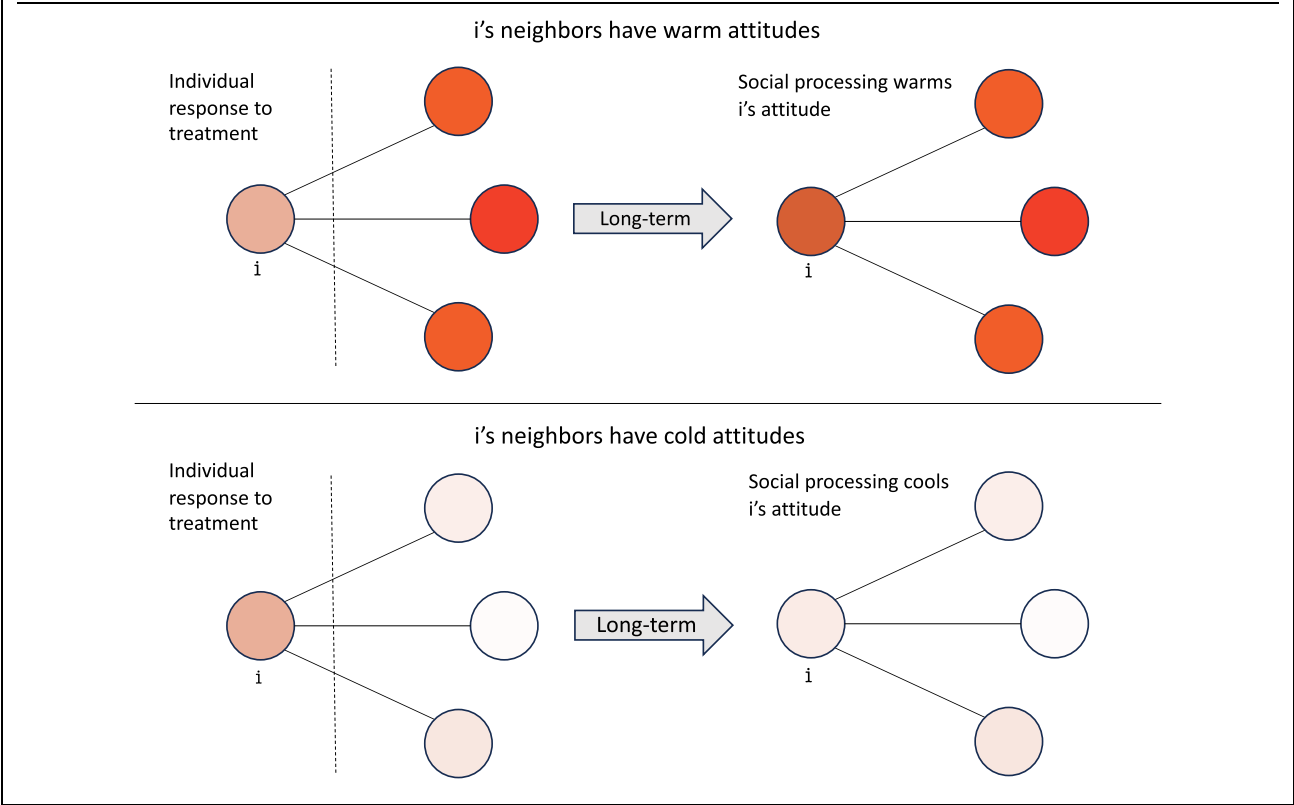 i's neighbors have warm attitudes
Individual
response to
treatment
Social processing warms
i's attitude
Long-term
i
i
i's neighbors have cold attitudes
Individual
response to
treatment
Social processing cools
i's attitude
Long-term
i
i